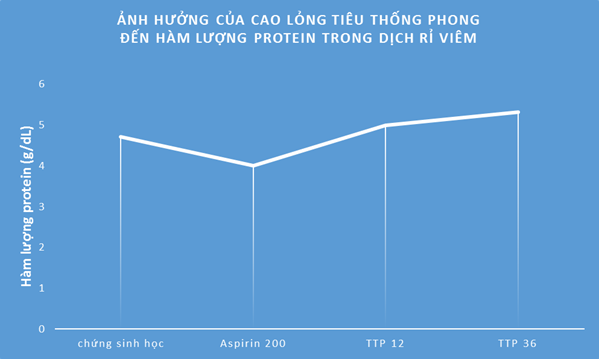 ẢNH HƯỞNG CỦA CAO LỎNG TIÊU THỐNG PHONG
ĐẾN HÀM LƯỢNG PROTEIN TRONG DỊCH RỈ VIÊM
Hàm lượng protein (g/dL)
6
5
4
3
2
1
0
chứng sinh học
Aspirin 200
TTP 12
TTP 36